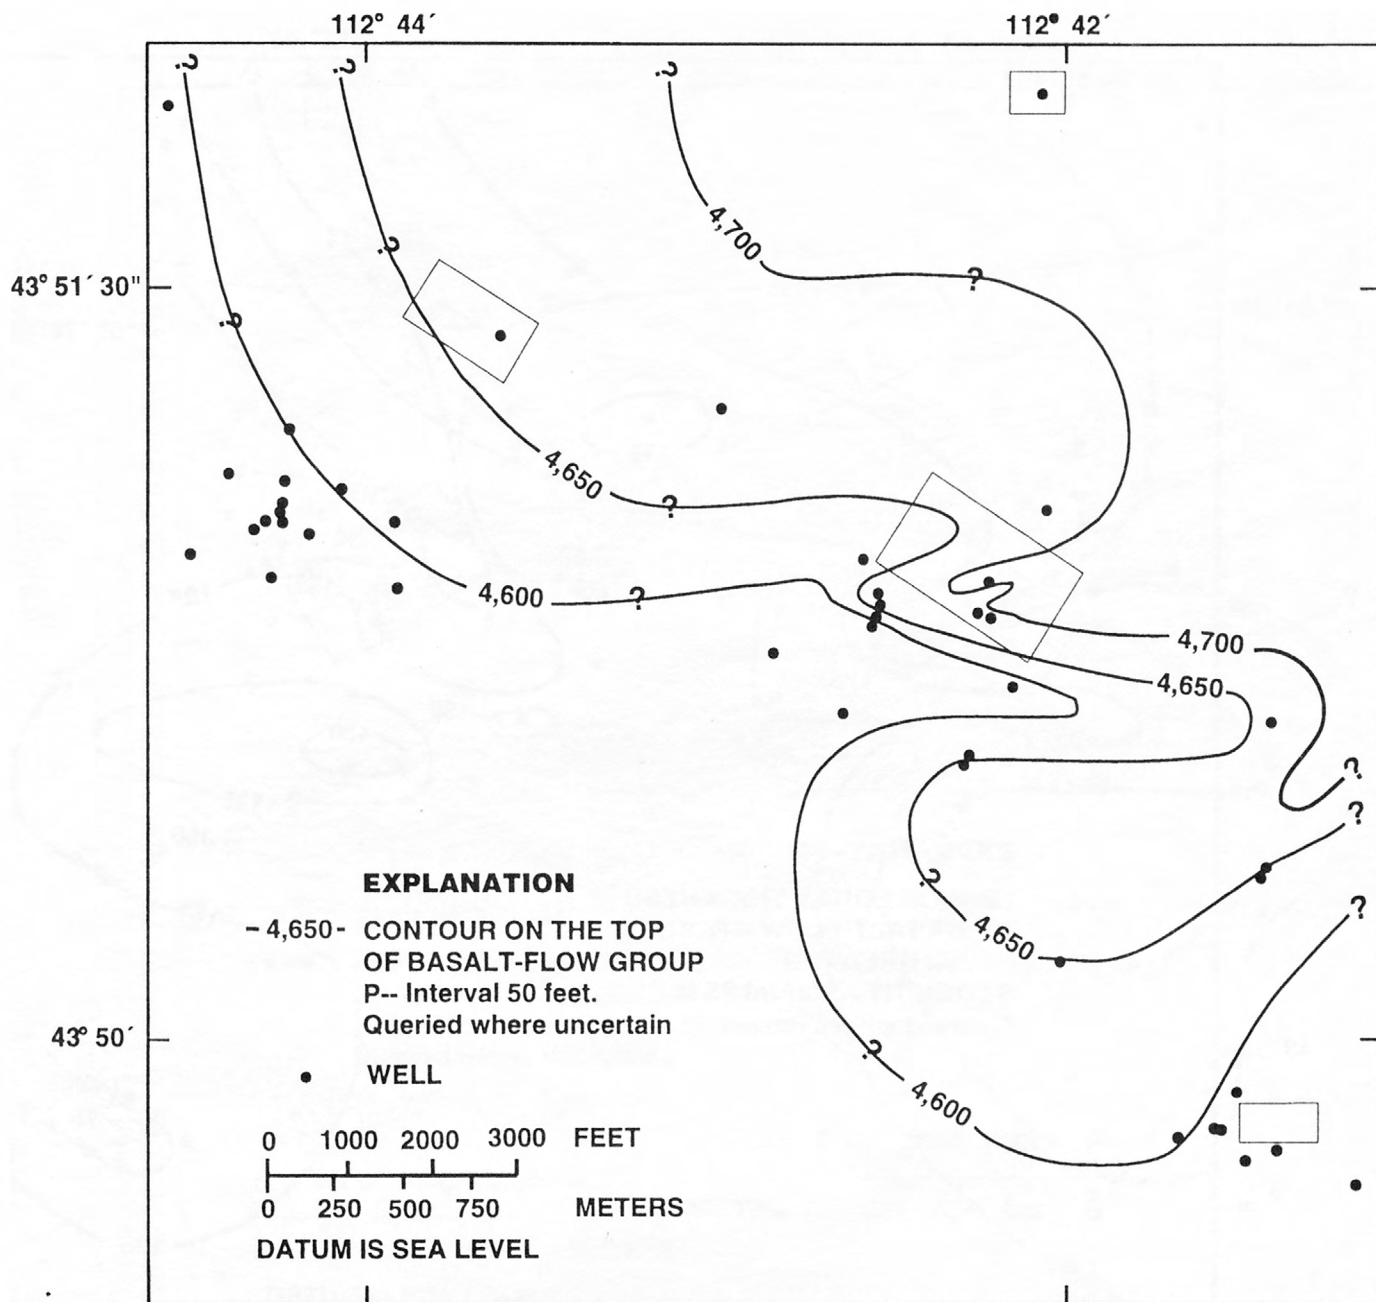 112° 44´ 112° 42´
? ? ?
4,700
? ?
43° 51´ 30"
?
4,650
?
4,600 ?
4,700
4,650
?
?
EXPLANATION
?
?
- 4,650 - CONTOUR ON THE TOP
OF BASALT-FLOW GROUP
P-- Interval 50 feet.
Queried where uncertain
4,650
43° 50´
?
WELL
4,600
0 1000 2000 3000 FEET
0 250 500 750 METERS
DATUM IS SEA LEVEL